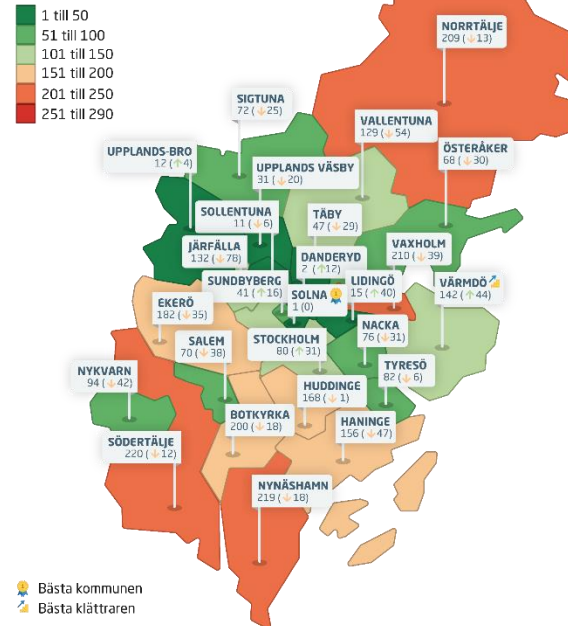 1 till 50
51 till 100
101 till 150
151 till 200
201 till 250
251 till 290
NORRTÄLJE
209 (↓13)
SIGTUNA
72 (↓25)
VALLENTUNA
129 (↓54)
ÖSTERÅKER
68 (↓30)
UPPLANDS-BRO
12 (↑4)
UPPLANDS VÄSBY
31 (↓20)
SOLLENTUNA
11 (↓6)
TÄBY
47 (↓29)
JÄRFÄLLA
132 (↓78)
DANDERYD
2 (↑12)
VAXHOLM
210 (↓39)
SUNDBYBERG
41 (↑16)
SOLNA
1 (0)
LIDINGÖ
15 (↑40)
VÄRMDÖ
142 (↑44)
EKERÖ
182 (↓35)
STOCKHOLM
80 (↑31)
NACKA
76 (↓31)
SALEM
70 (↓38)
TYRESÖ
82 (↓6)
NYKVARN
94 (↓42)
HUDDINGE
168 (↓1)
BOTKYRKA
200 (↓18)
HANINGE
156 (↓47)
SÖDERTÄLJE
220 (↓12)
NYNÄSHAMN
219 (↓18)
Bästa kommunen
Bästa klättraren